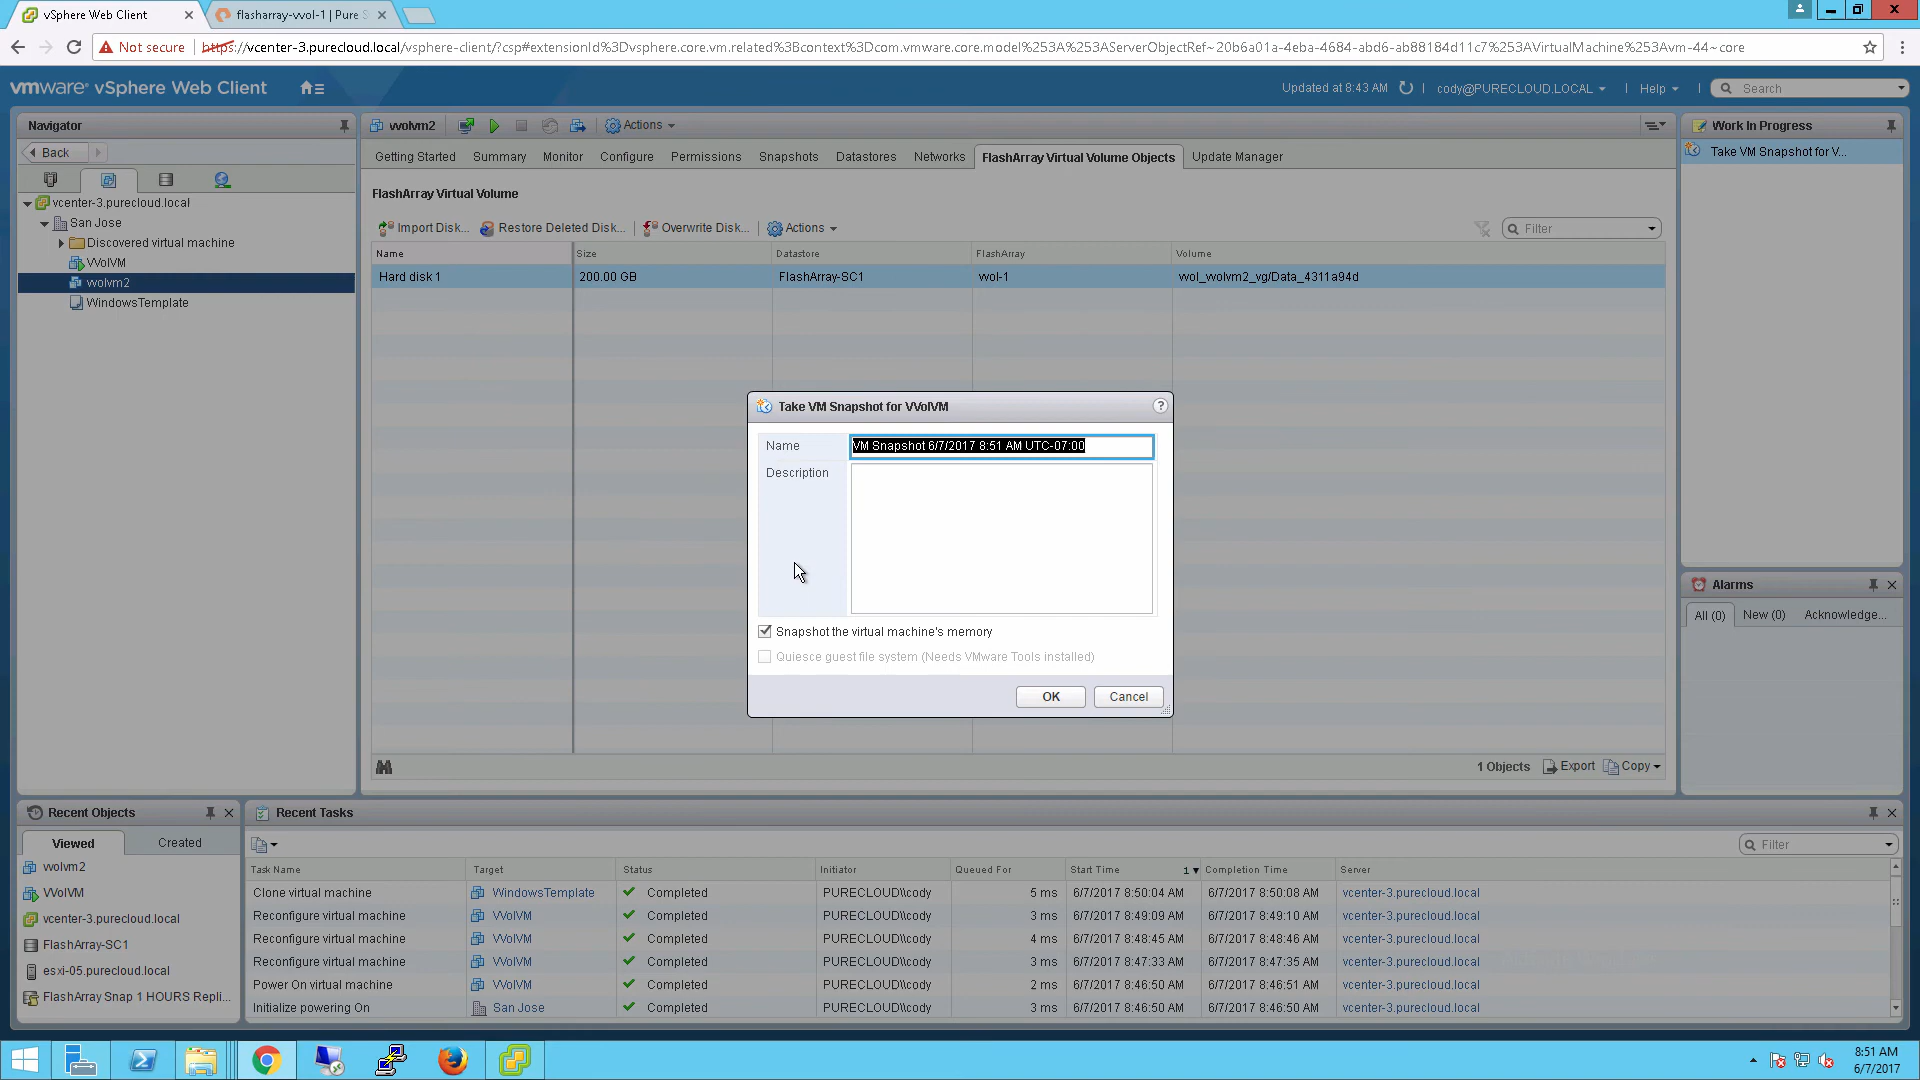 vSphere Web Client
flasharray-vvol-1 | Pure S
Not secure
https://vcenter-3.purecloud.local/vsphere-client/?csp#extensionId%3Dvsphere.core.vm.related%3Bcontext%3Dcom.vmware.core.model%253A%253AServerObjectRef~20b6a01a-4eba-4684-abd6-ab88184d11c7%253AVirtualMachine%253Avm-44~core
vmware® vSphere Web Client
Updated at 8:43 AM
cody@PURECLOUD.LOCAL
Help
Search
Navigator
Back
vcenter-3.purecloud.local
San Jose
Discovered virtual machine
VVolVM
vvolvm2
WindowsTemplate
vvolvm2
Actions
Getting Started
Summary
Monitor
Configure
Permissions
Snapshots
Datastores
Networks
FlashArray Virtual Volume Objects
Update Manager
FlashArray Virtual Volume
Import Disk...
Restore Deleted Disk...
Overwrite Disk...
Actions
Filter
Name Size Datastore FlashArray Volume
Hard disk 1 200.00 GB FlashArray-SC1 vvol-1 vvol_vvolvm2_vg/Data_4311a94d
Take VM Snapshot for VVolVM
?
Name
VM Snapshot 6/7/2017 8:51 AM UTC-07:00
Description
Snapshot the virtual machine's memory
Quiesce guest file system (Needs VMware Tools installed)
OK
Cancel
1 Objects
Export
Copy
Work In Progress
Take VM Snapshot for V...
Alarms
All (0)
New (0)
Acknowledge...
Recent Objects
Viewed
Created
vvolvm2
VVolVM
vcenter-3.purecloud.local
FlashArray-SC1
esxi-05.purecloud.local
FlashArray Snap 1 HOURS Repli...
Recent Tasks
Filter
Task Name Target Status Initiator Queued For Start Time 1 Completion Time Server
Clone virtual machine WindowsTemplate Completed PURECLOUD\\cody 5 ms 6/7/2017 8:50:04 AM 6/7/2017 8:50:08 AM vcenter-3.purecloud.local
Reconfigure virtual machine VVolVM Completed PURECLOUD\\cody 3 ms 6/7/2017 8:49:09 AM 6/7/2017 8:49:10 AM vcenter-3.purecloud.local
Reconfigure virtual machine VVolVM Completed PURECLOUD\\cody 4 ms 6/7/2017 8:48:45 AM 6/7/2017 8:48:46 AM vcenter-3.purecloud.local
Reconfigure virtual machine VVolVM Completed PURECLOUD\\cody 3 ms 6/7/2017 8:47:33 AM 6/7/2017 8:47:35 AM vcenter-3.purecloud.local
Power On virtual machine VVolVM Completed PURECLOUD\\cody 2 ms 6/7/2017 8:46:50 AM 6/7/2017 8:46:51 AM vcenter-3.purecloud.local
Initialize powering On San Jose Completed PURECLOUD\\cody 3 ms 6/7/2017 8:46:50 AM 6/7/2017 8:46:50 AM vcenter-3.purecloud.local
8:51 AM
6/7/2017